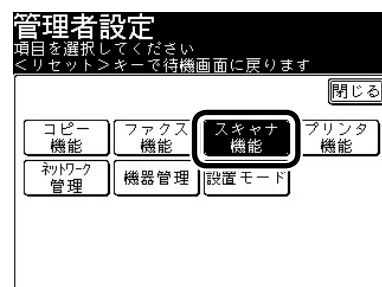 管理者設定
項目を選択してください
<リセット>キーで待機画面に戻ります
閉じる
コピー
機能
ファクス
機能
スキャナ
機能
プリンタ
機能
ネットワーク
管理
機器管理
設置モード